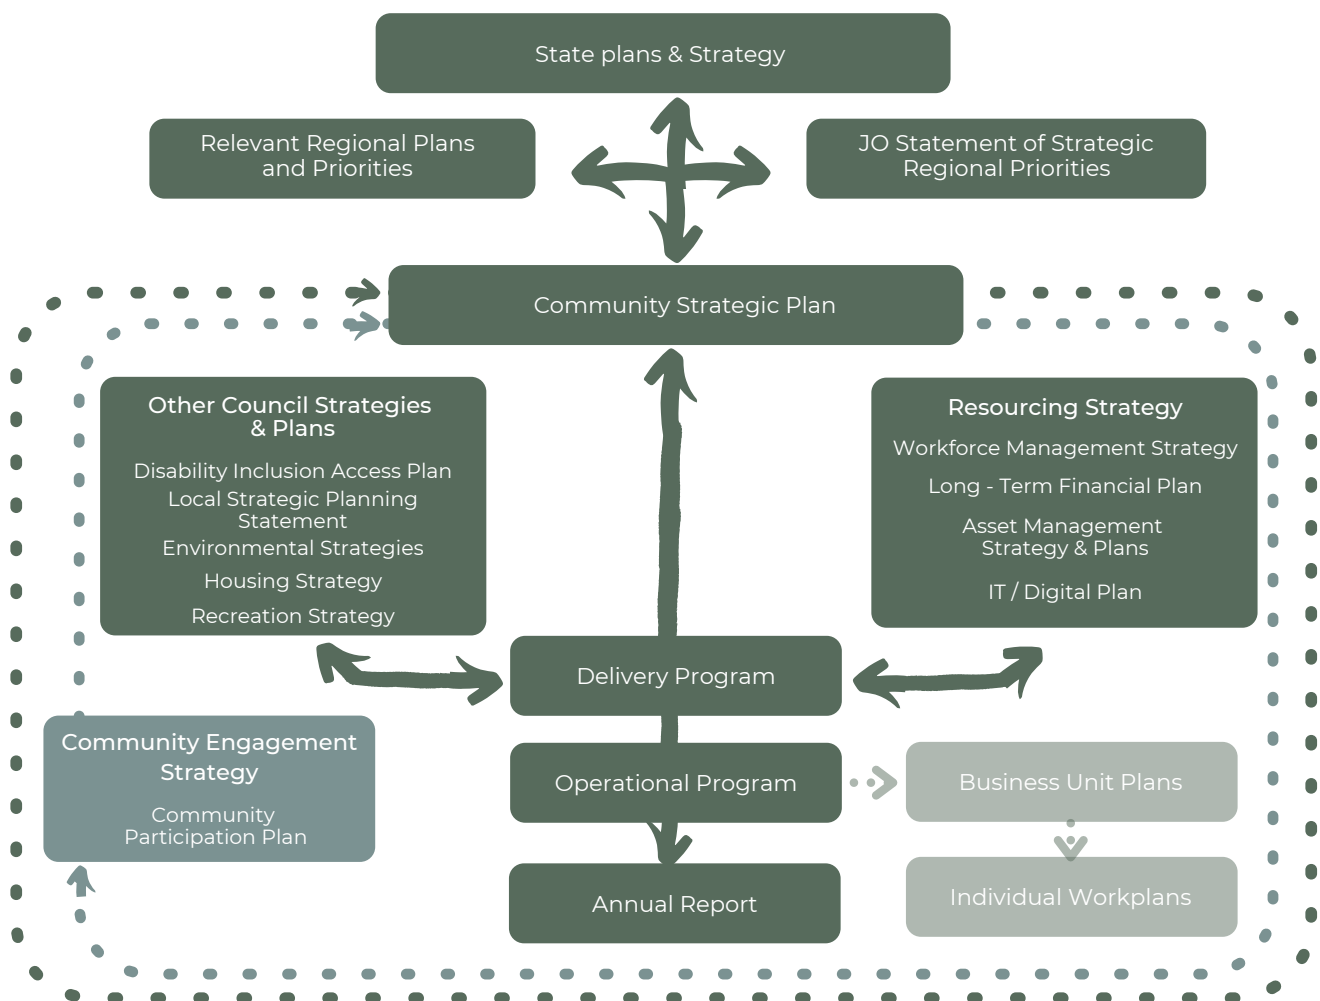 State plans & Strategy
Relevant Regional Plans
and Priorities
JO Statement of Strategic
Regional Priorities
Community Strategic Plan
Other Council Strategies
& Plans
Disability Inclusion Access Plan
Local Strategic Planning
Statement
Environmental Strategies
Housing Strategy
Recreation Strategy
Resourcing Strategy
Workforce Management Strategy
Long - Term Financial Plan
Asset Management
Strategy & Plans
IT / Digital Plan
Delivery Program
Community Engagement
Strategy
Community
Participation Plan
Operational Program
Business Unit Plans
Annual Report
Individual Workplans